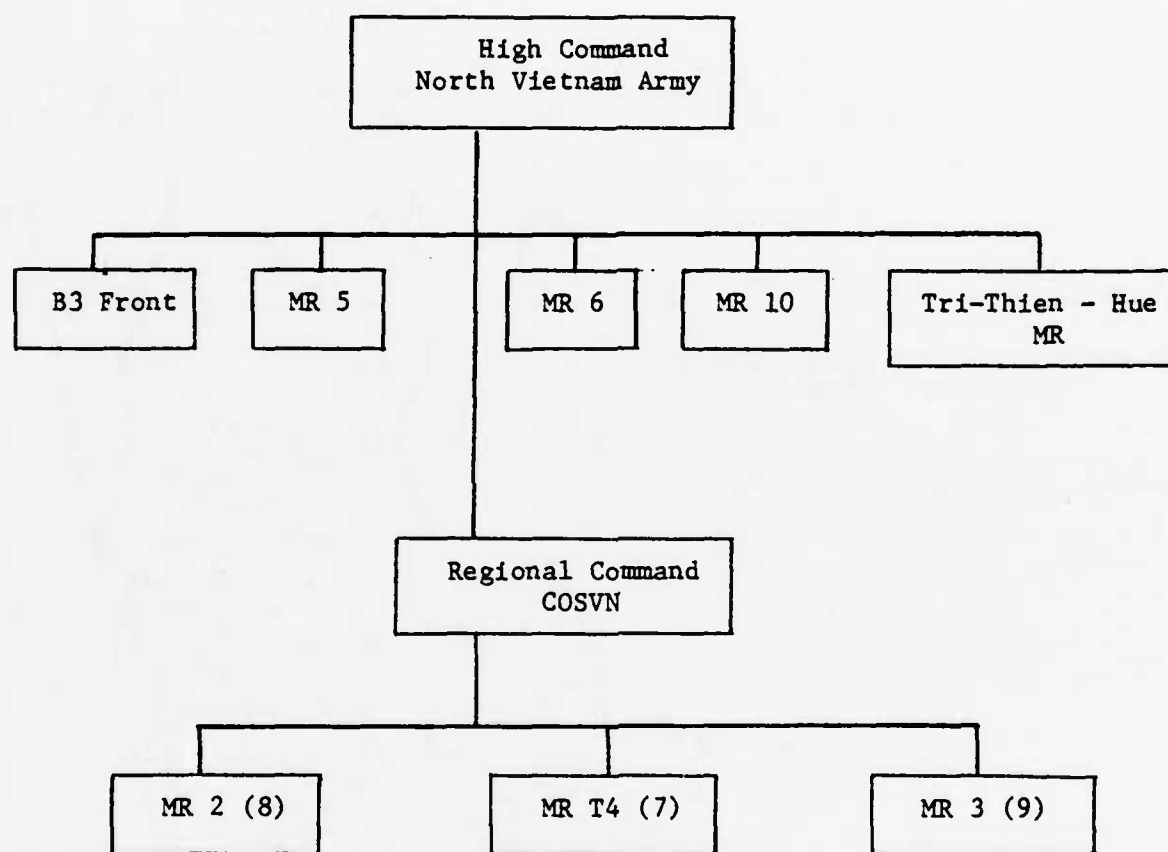 High Command
North Vietnam Army
B3 Front
MR 5
MR 6
MR 10
Tri-Thien - Hue
MR
Regional Command
COSVN
MR 2 (8)
MR T4 (7)
MR 3 (9)